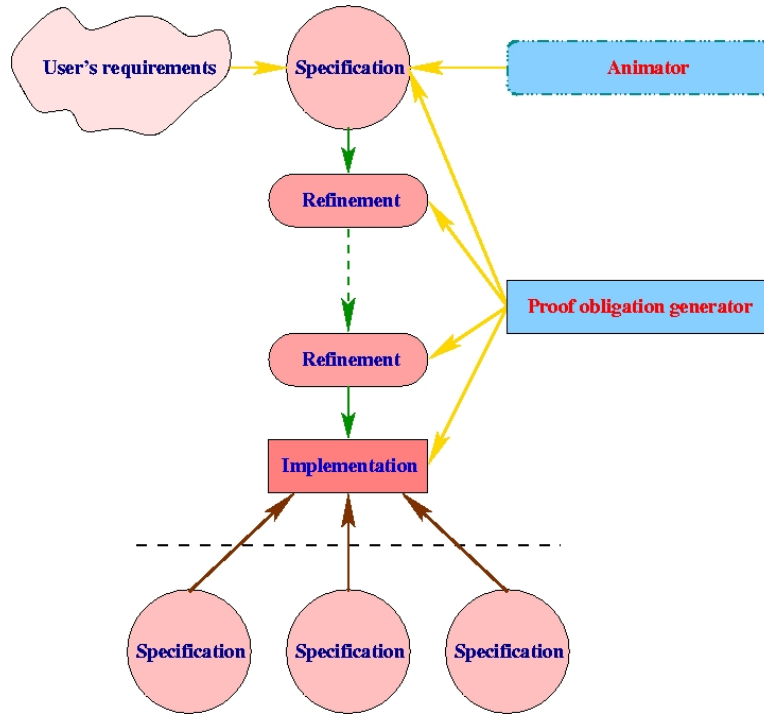 User's requirements
Specification
Animator
Refinement
Proof obligation generator
Refinement
Implementation
Specification
Specification
Specification